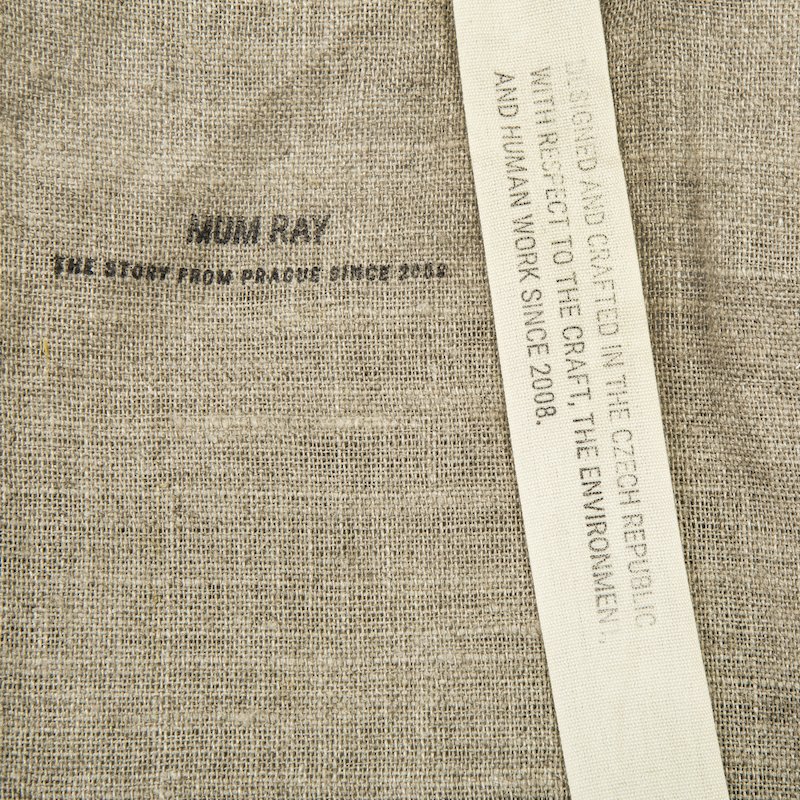 MUM RAY
THE STORY FROM PRAGUE SINCE 2008
DESIGNED AND CRAFTED IN THE CZECH REPUBLIC
WITH RESPECT TO THE CRAFT, THE ENVIRONMEN ,
AND HUMAN WORK SINCE 2008.